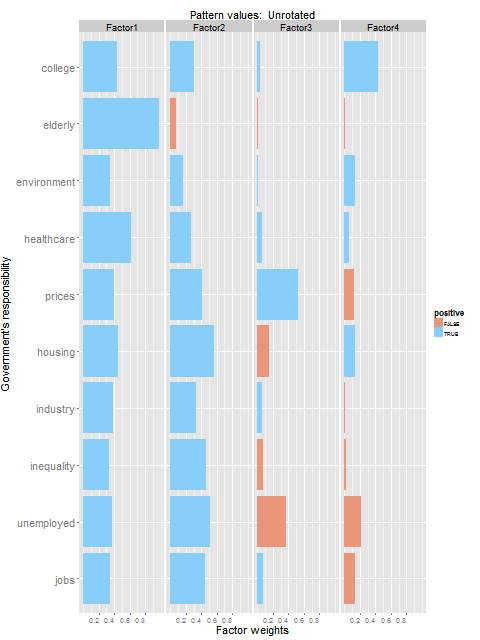 Pattern values: Unrotated
Factor1 Factor2 Factor3 Factor4
college
elderly
environment
healthcare
prices
housing
industry
inequality
unemployed
jobs
Government's responsibility
0.2 0.4 0.6 0.8 0.2 0.4 0.6 0.8 0.2 0.4 0.6 0.8 0.2 0.4 0.6 0.8
Factor weights
positive
FALSE
TRUE